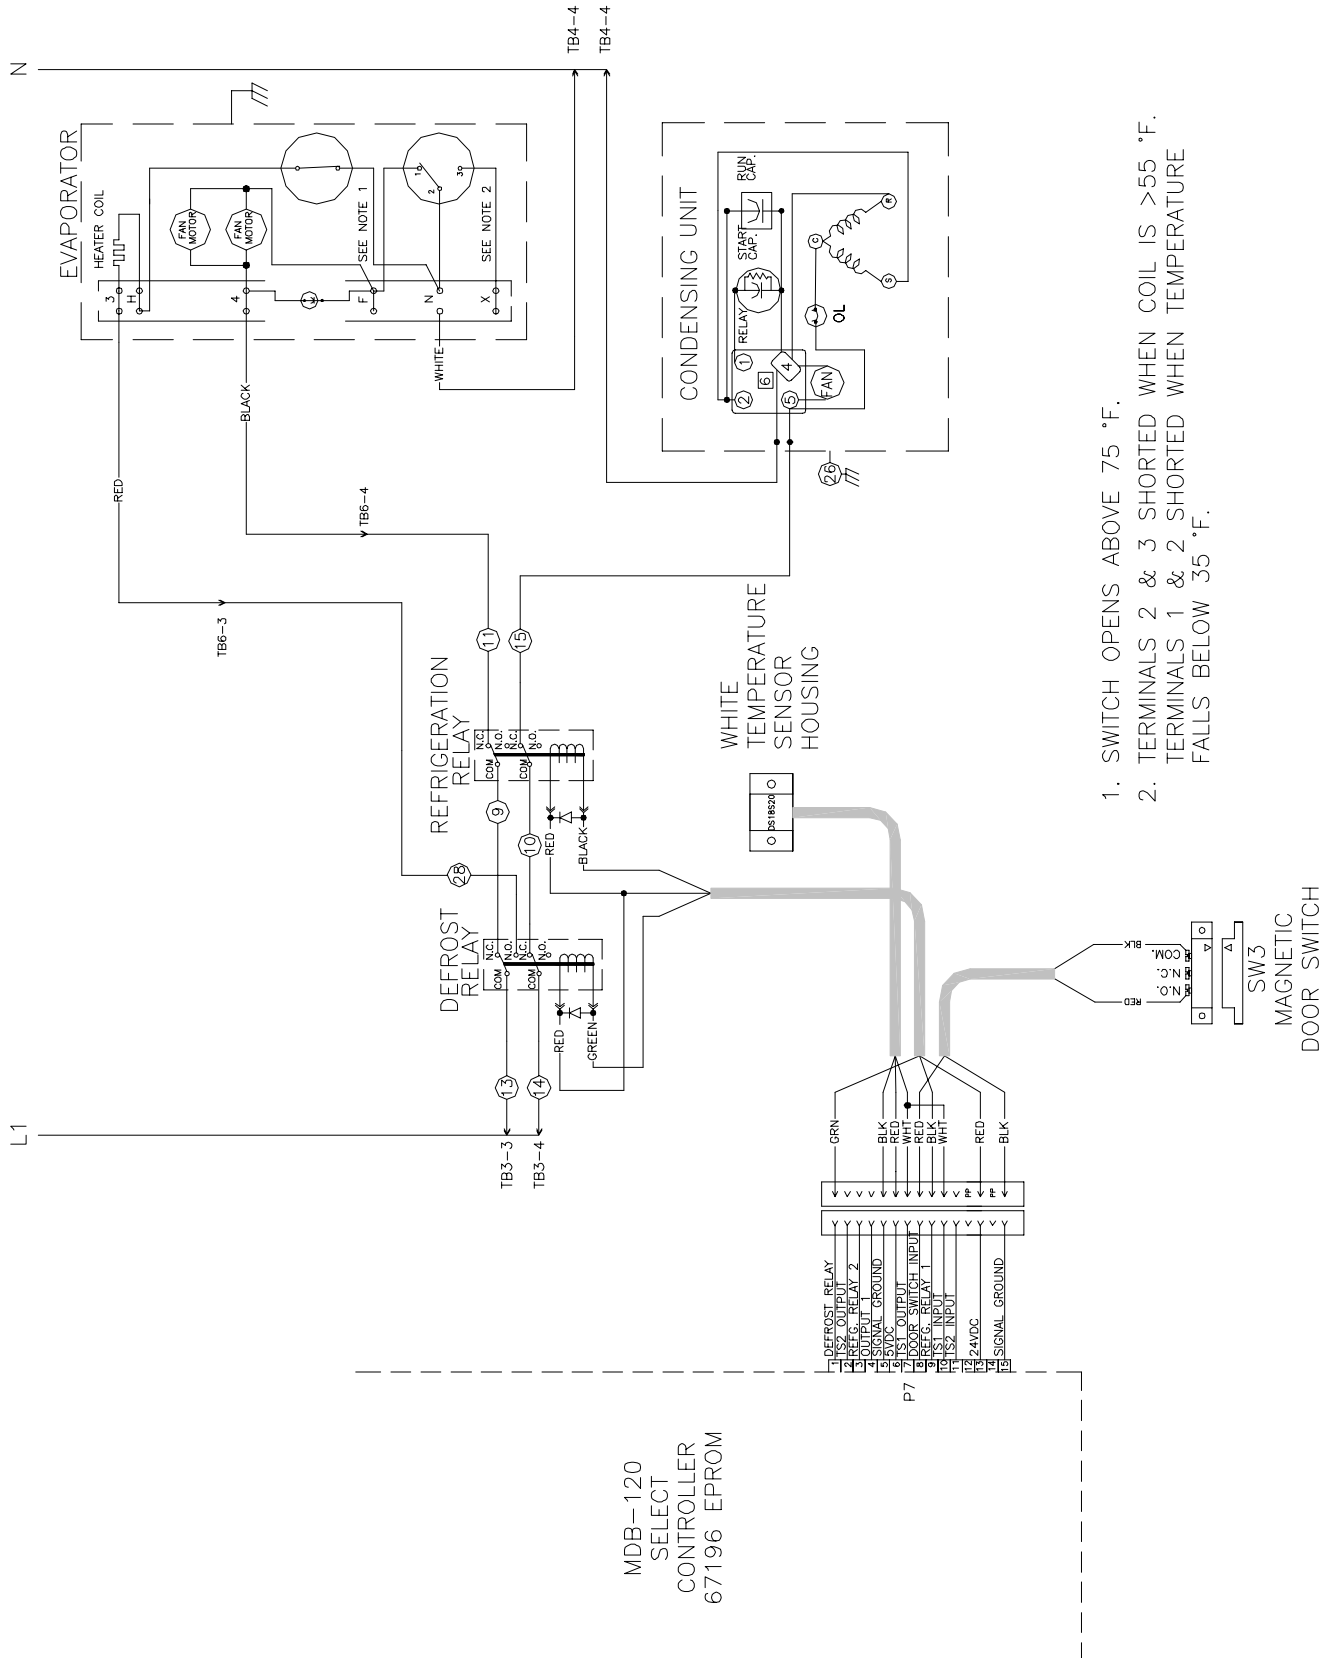 N
TB4-4
TB4-4
EVAPORATOR
HEATER COIL
3
H
FAN
MOTOR
FAN
MOTOR
4
F
SEE NOTE 1
N
1
2
3
X
SEE NOTE 2
WHITE
BLACK
RED
TB6-4
TB6-3
CONDENSING UNIT
RELAY
START
CAP.
RUN
CAP.
1
2
6
4
5
FAN
OL
C
R
S
26
11
15
REFRIGERATION
RELAY
N.C.
N.O.
N.C.
N.O.
COM
COM
9
10
RED
BLACK
28
DEFROST
RELAY
N.C.
N.O.
N.C.
N.O.
COM
COM
RED
GREEN
13
14
L1
TB3-3
TB3-4
WHITE
TEMPERATURE
SENSOR
HOUSING
DS18S20
1. SWITCH OPENS ABOVE 75 °F.
2. TERMINALS 2 & 3 SHORTED WHEN COIL IS >55 °F.
TERMINALS 1 & 2 SHORTED WHEN TEMPERATURE
FALLS BELOW 35 °F.
BLK
COM.
N.C.
N.O.
RED
SW3
MAGNETIC
DOOR SWITCH
GRN
BLK
RED
WHT
RED
BLK
WHT
RED
BLK
PP
PP
1 DEFROST RELAY
2 TS2 OUTPUT
3 REFG. RELAY 2
4 OUTPUT 1
5 SIGNAL GROUND
6 5VDC
7 TS1 OUTPUT
8 DOOR SWITCH INPUT
9 REFG. RELAY 1
10 TS1 INPUT
11 TS2 INPUT
12
13 24VDC
14
15 SIGNAL GROUND
P7
MDB-120
SELECT
CONTROLLER
67196 EPROM